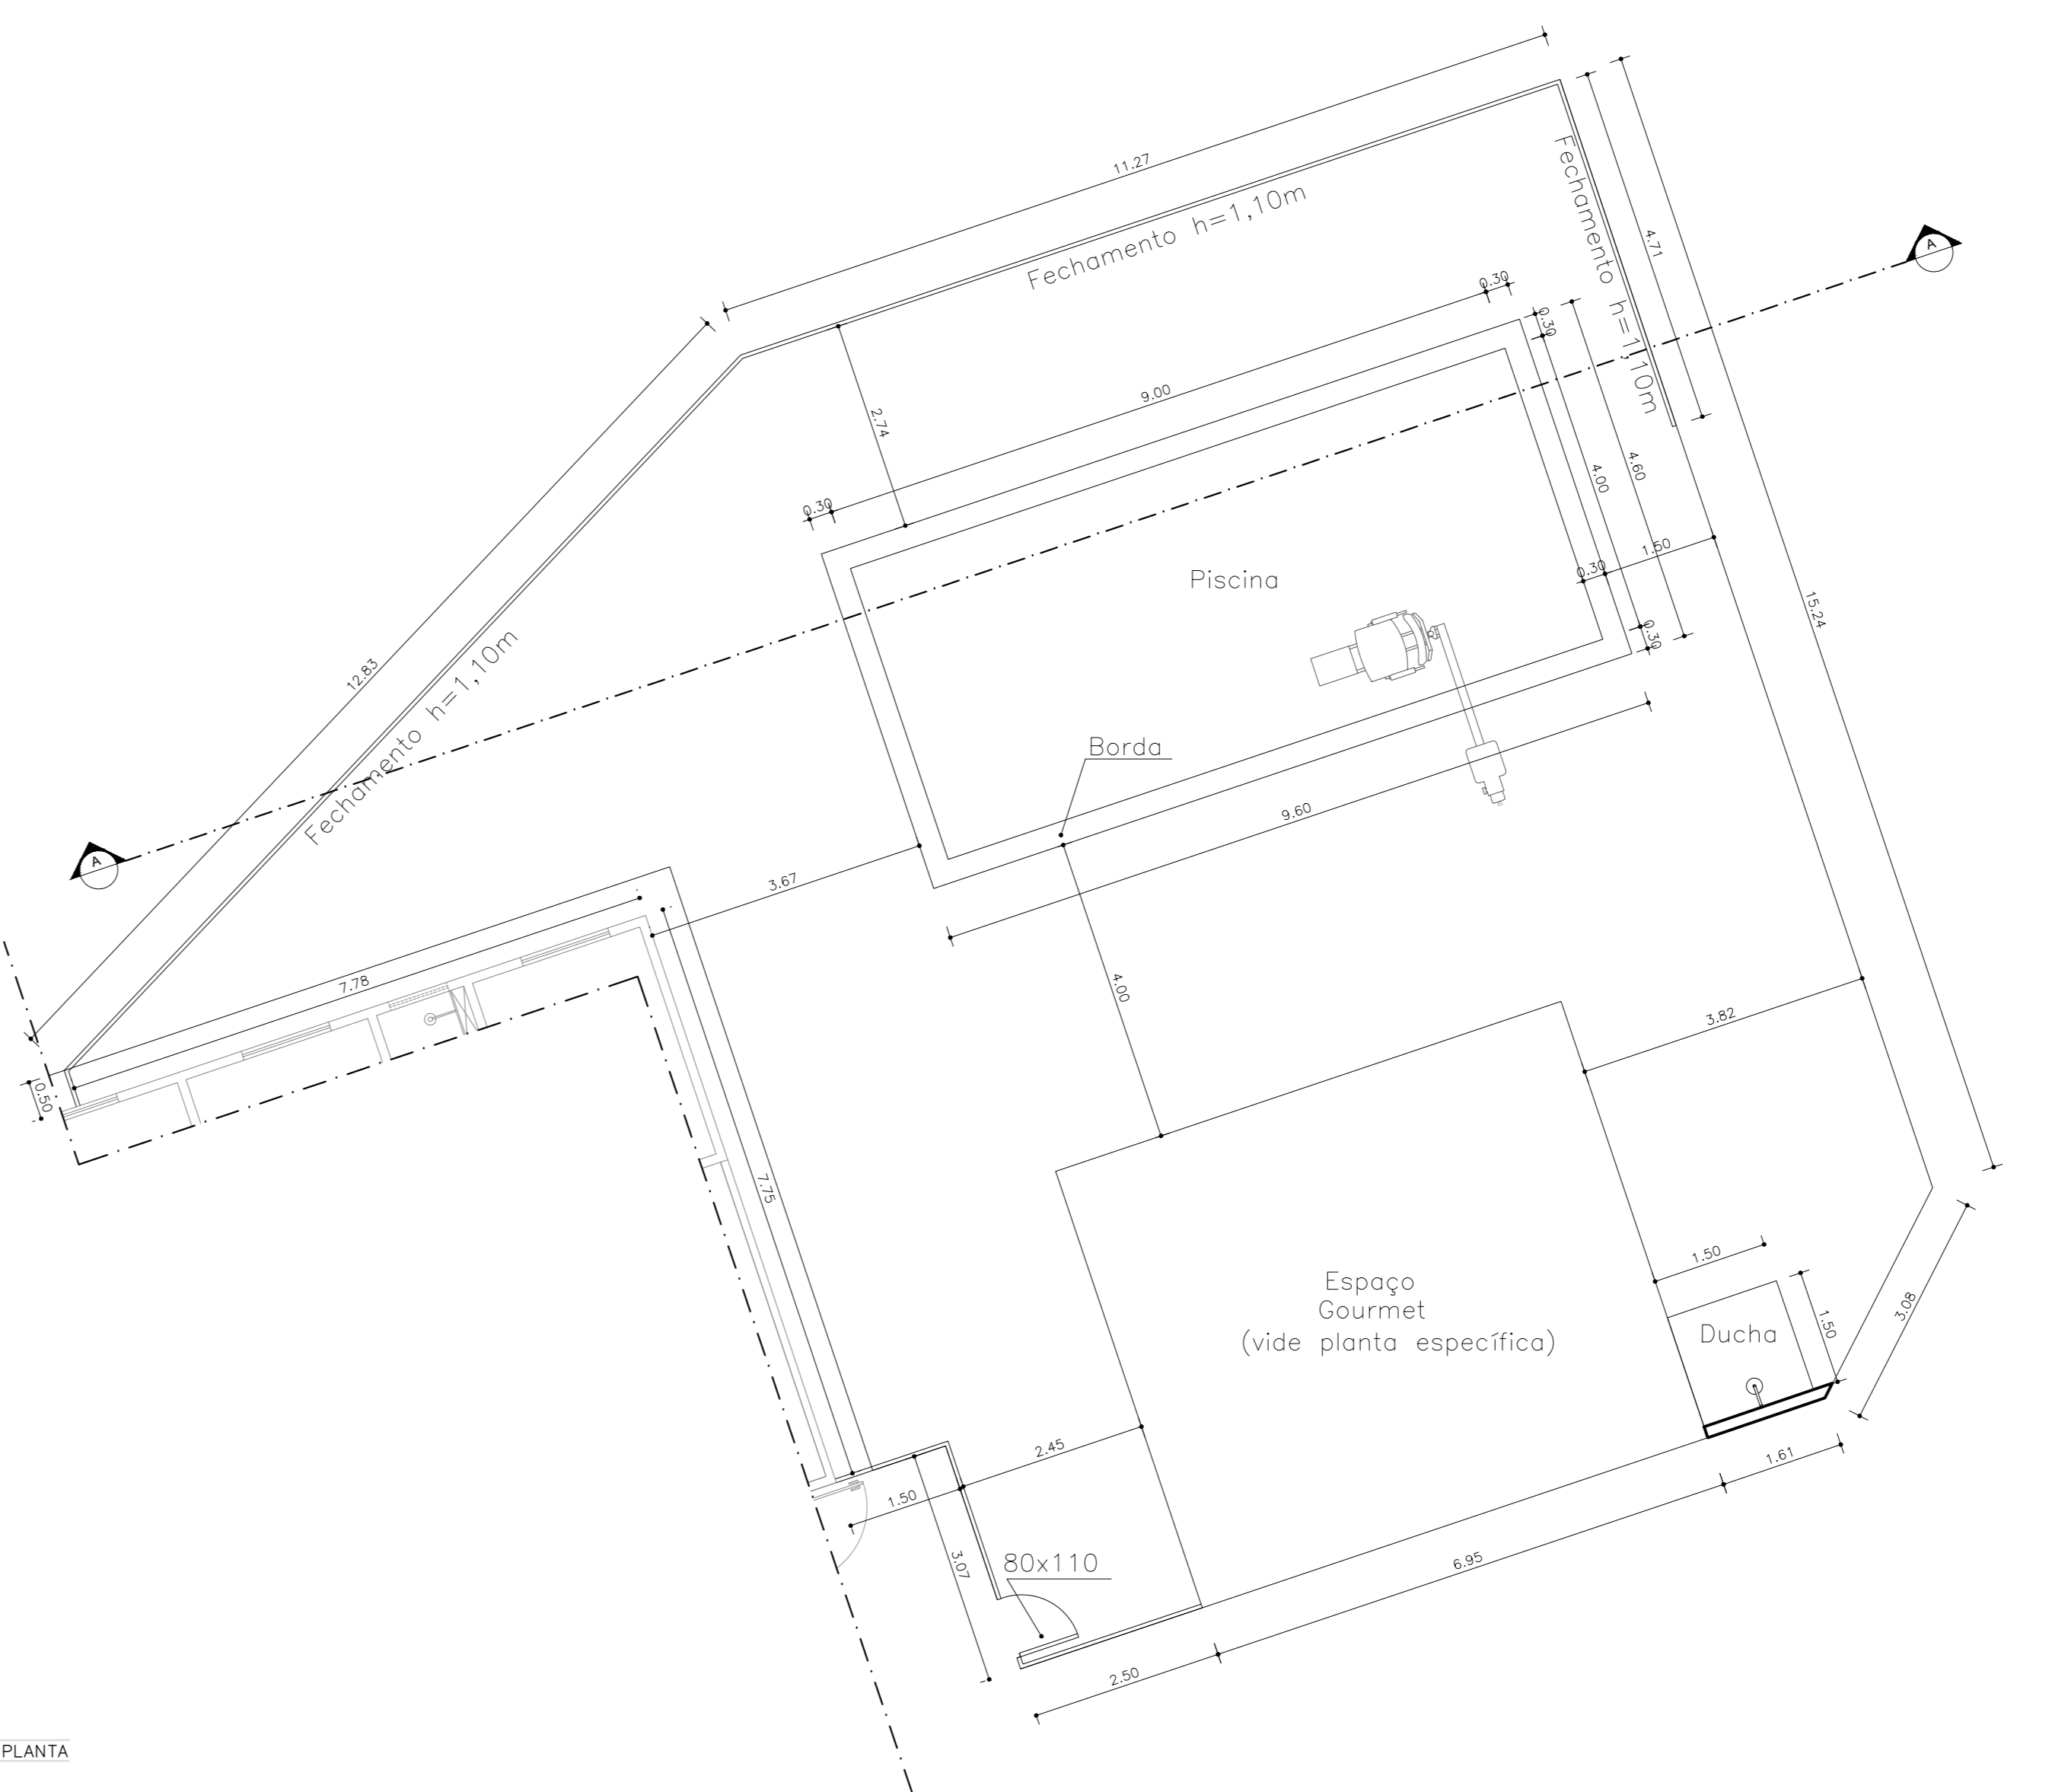 11.27
Fechamento h=1,10m
Fechamento h=1,10m
4.71
A
0.30
0.30
9.00
2.74
4.60
4.00
0.30
1.50
0.30
Piscina
15.24
0.30
12.83
Fechamento h=1,10m
Borda
9.60
A
3.67
7.78
4.00
3.82
0.50
7.75
1.50
Espaço
Gourmet
(vide planta específica)
Ducha
1.50
3.08
2.45
1.61
1.50
3.07
80x110
6.95
2.50
PLANTA